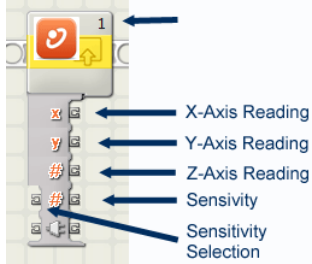 1
x
X-Axis Reading
y
Y-Axis Reading
#
Z-Axis Reading
#
Sensivity
Sensitivity
Selection